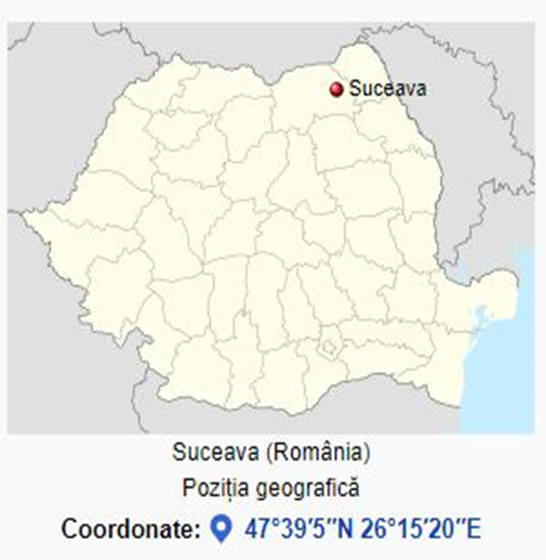 Suceava
Suceava (România)
Poziția geografică
Coordonate: 47°39′5″N 26°15′20″E